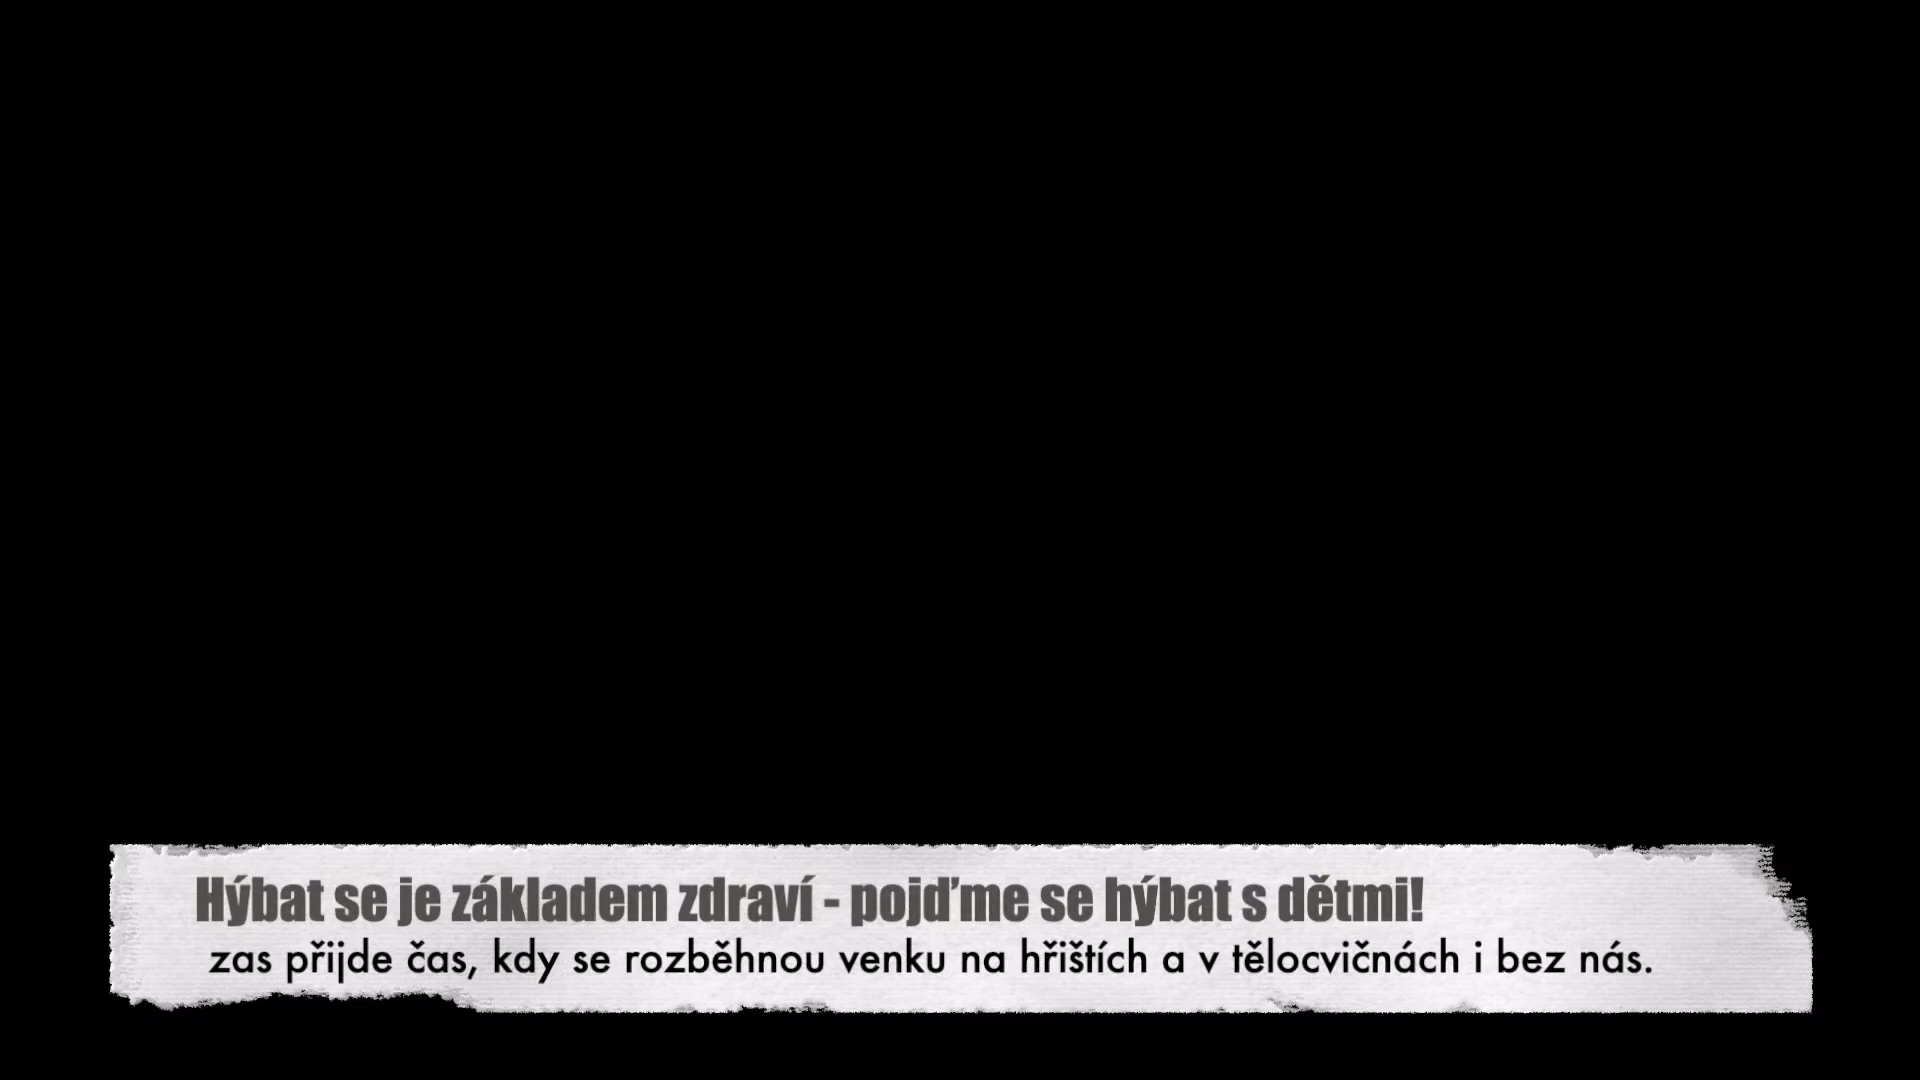 Hýbat se je základem zdraví - pojďme se hýbat s dětmi!
zas přijde čas, kdy se rozběhnou venku na hřištích a v tělocvičnách i bez nás.